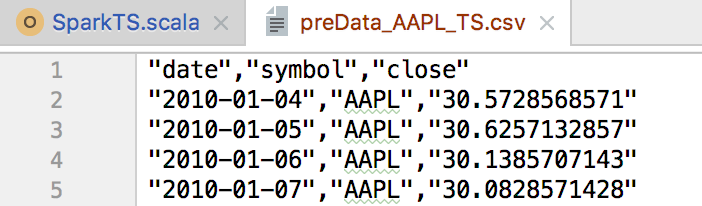 SparkTS.scala preData_AAPL_TS.csv
1 "date","symbol","close"
2 "2010-01-04","AAPL","30.5728568571"
3 "2010-01-05","AAPL","30.6257132857"
4 "2010-01-06","AAPL","30.1385707143"
5 "2010-01-07","AAPL","30.0828571428"